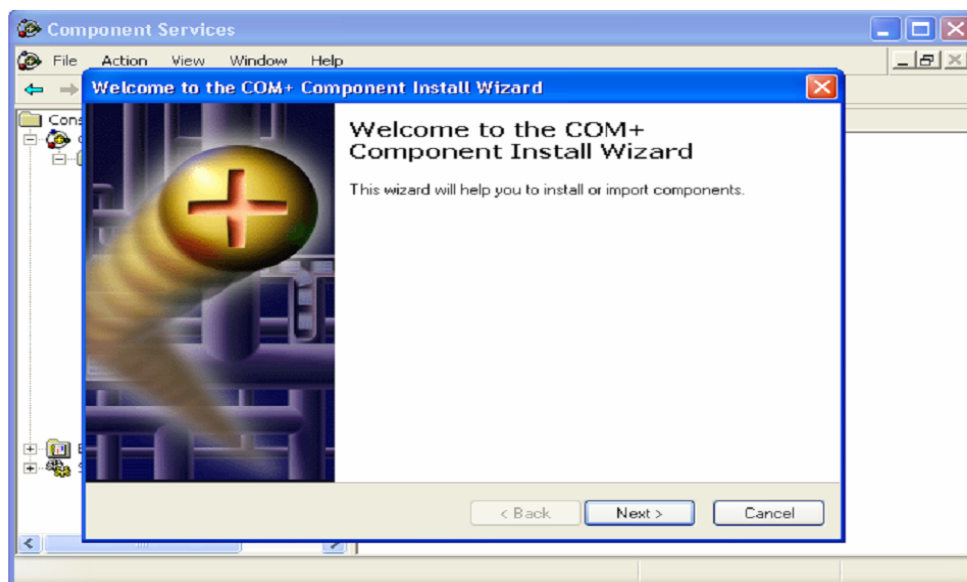 Component Services
File Action View Window Help
Welcome to the COM+ Component Install Wizard
Welcome to the COM+
Component Install Wizard
This wizard will help you to install or import components.
< Back Next > Cancel